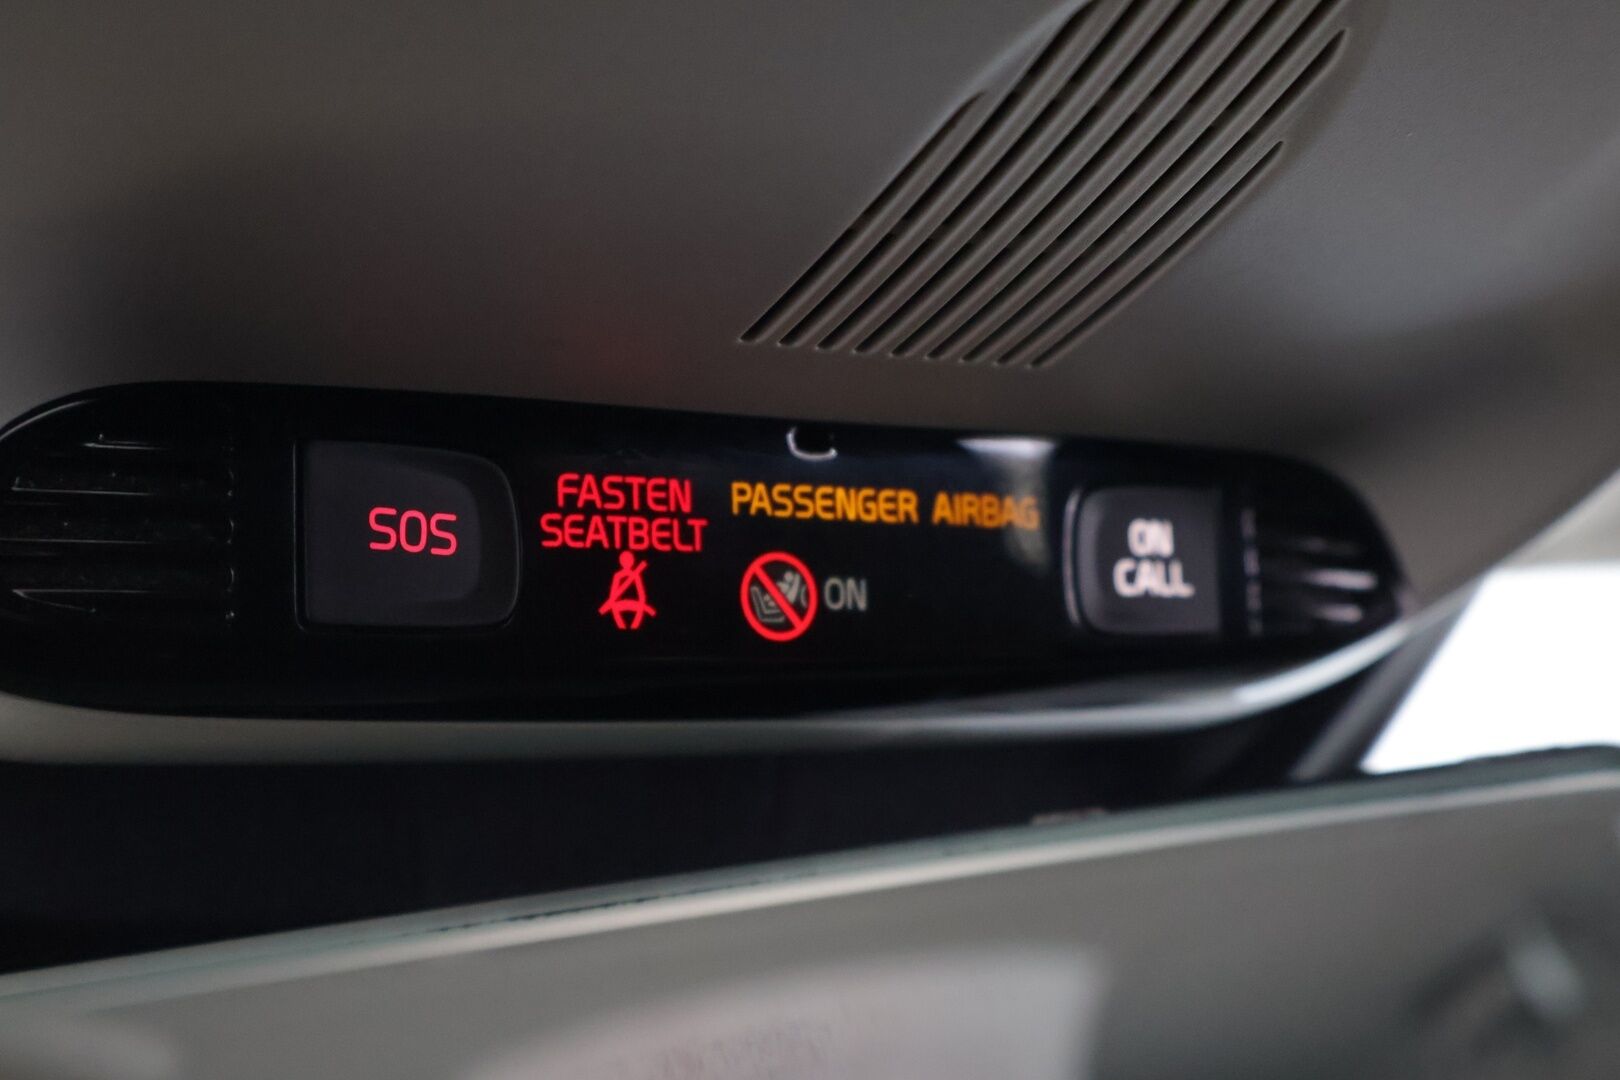 SOS
FASTEN
SEATBELT
PASSENGER AIRBAG
ON
ON
CALL